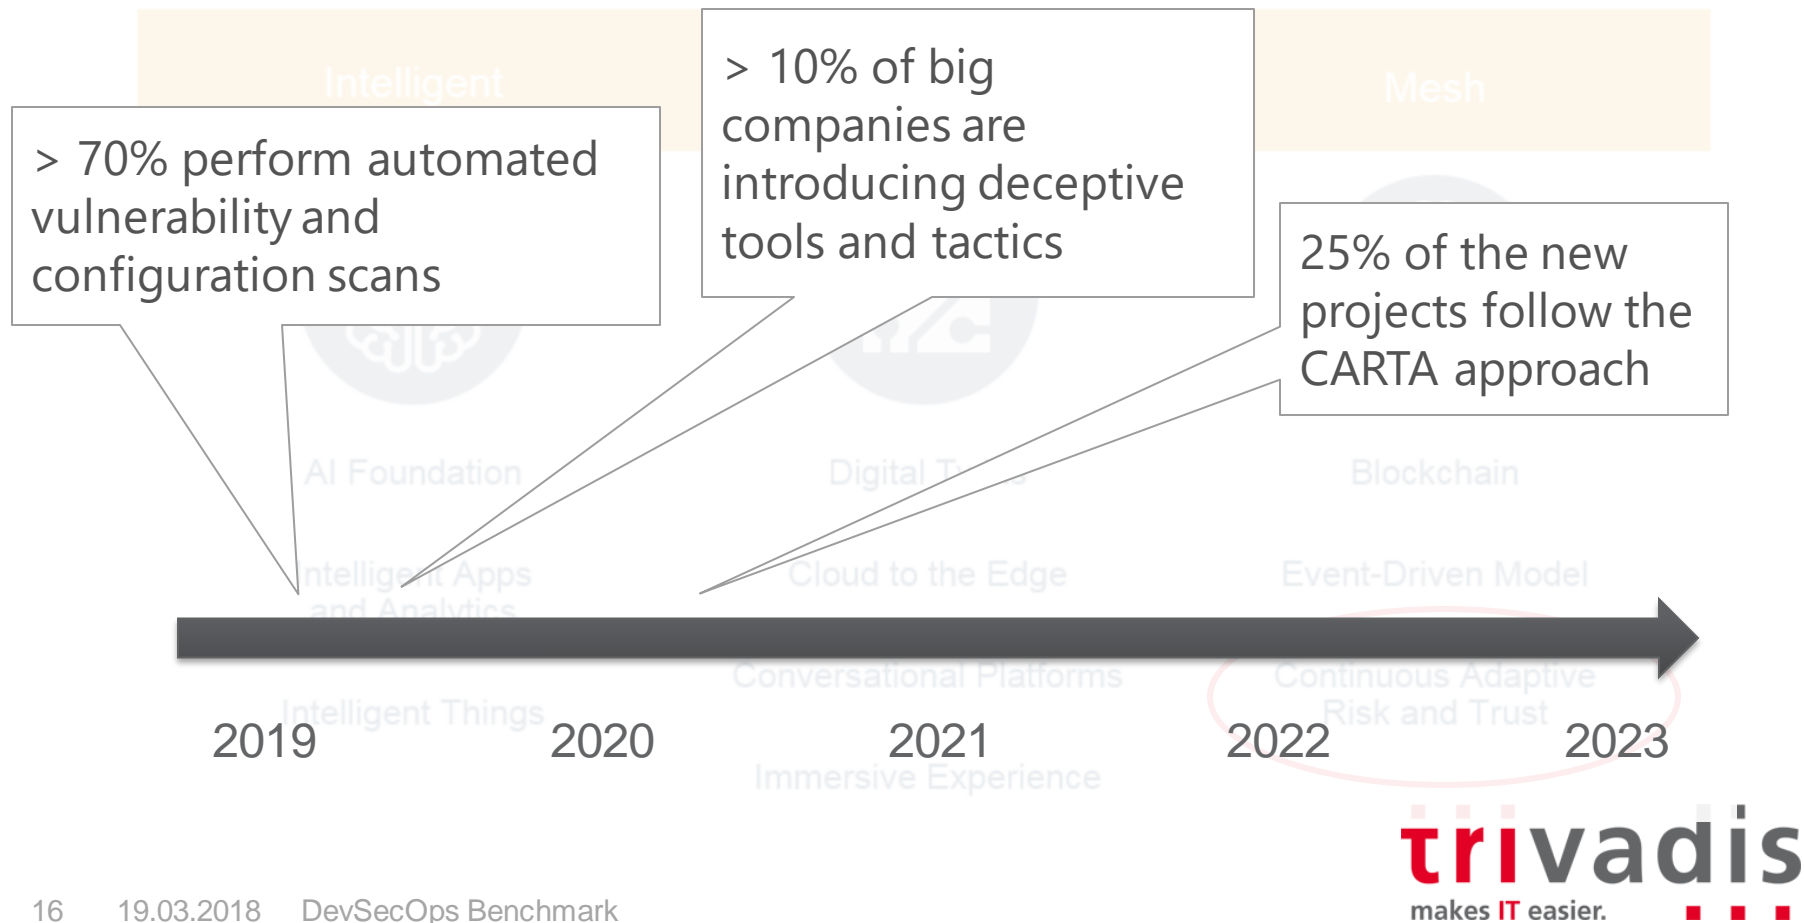 Intelligent
Mesh
> 70% perform automated
vulnerability and
configuration scans
> 10% of big
companies are
introducing deceptive
tools and tactics
25% of the new
projects follow the
CARTA approach
AI Foundation
Digital
Blockchain
Intelligent Apps
and Analytics
Cloud to the Edge
Event-Driven Model
Conversational Platforms
Continuous Adaptive
Risk and Trust
Intelligent Things
Immersive Experience
2019 2020 2021 2022 2023
trivadis
makes IT easier.
16 19.03.2018 DevSecOps Benchmark